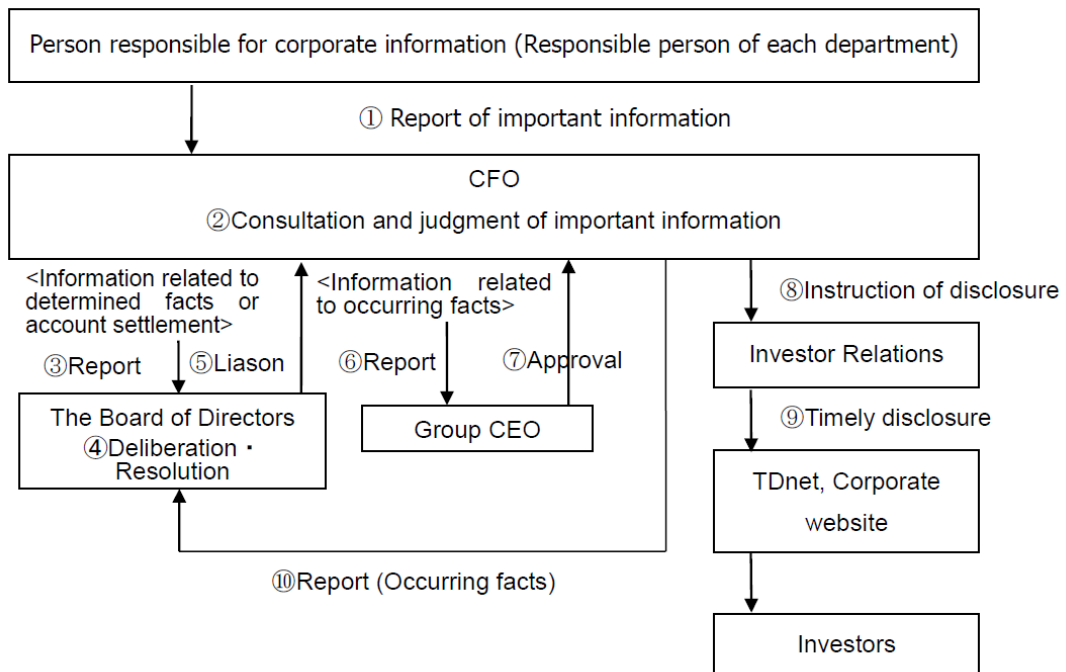 Person responsible for corporate information (Responsible person of each department)
① Report of important information
CFO
②Consultation and judgment of important information
<Information related to
determined facts or
account settlement>
③Report
⑤Liason
<Information related
to occurring facts>
⑥Report
⑦Approval
⑧Instruction of disclosure
The Board of Directors
④Deliberation・
Resolution
Group CEO
Investor Relations
⑨Timely disclosure
TDnet, Corporate
website
⑩Report (Occurring facts)
Investors